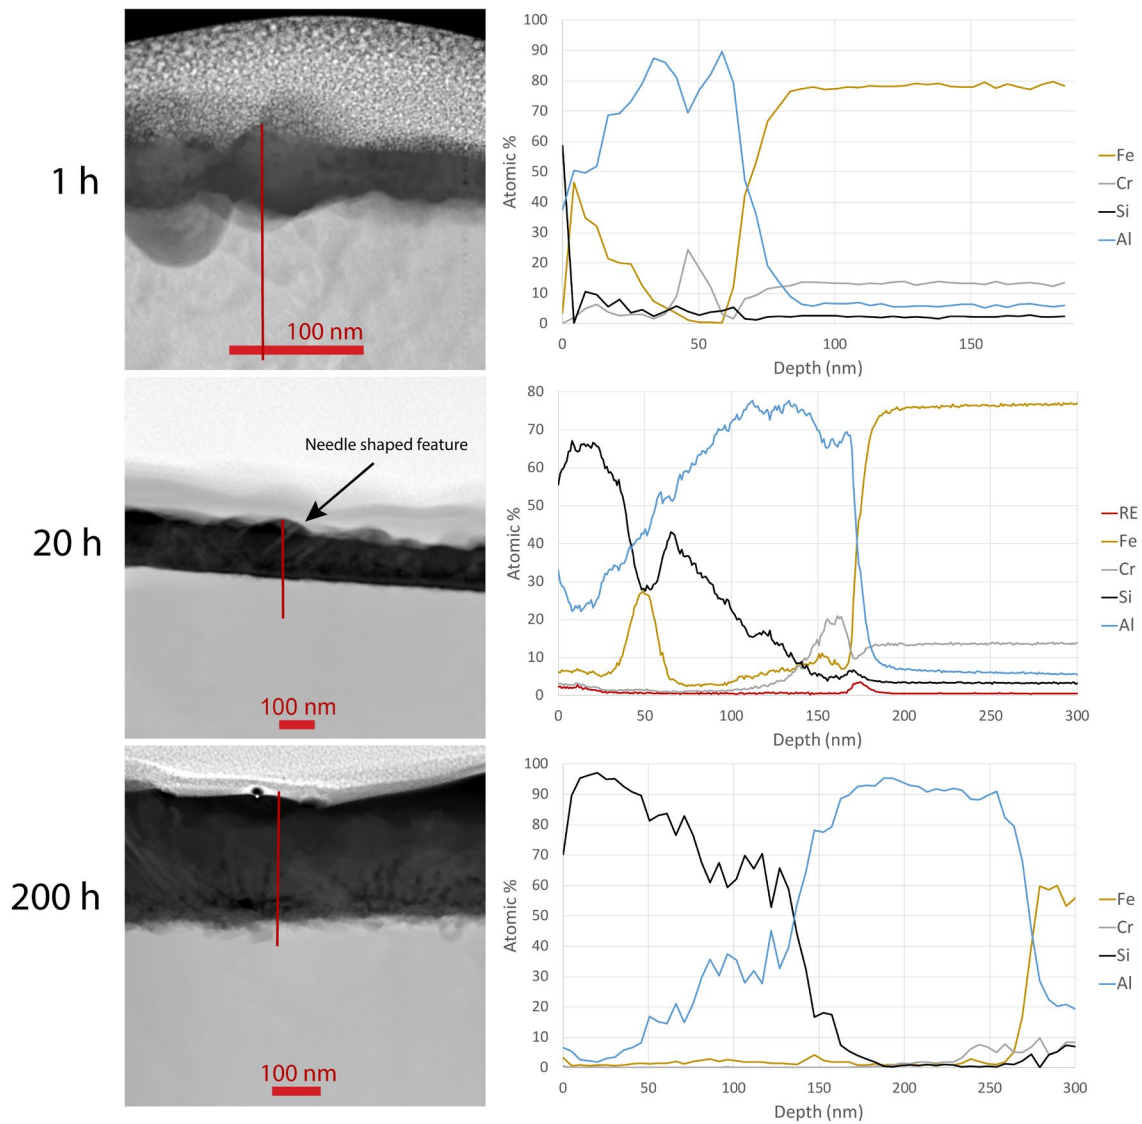 1 h
100 nm
100
90
80
70
60
50
40
30
20
10
0
Atomic %
0 50 100 150
Depth (nm)
Fe
Cr
Si
Al
20 h
Needle shaped feature
100 nm
80
70
60
50
40
30
20
10
0
Atomic %
0 50 100 150 200 250 300
Depth (nm)
RE
Fe
Cr
Si
Al
200 h
100 nm
100
90
80
70
60
50
40
30
20
10
0
Atomic %
0 50 100 150 200 250 300
Depth (nm)
Fe
Cr
Si
Al